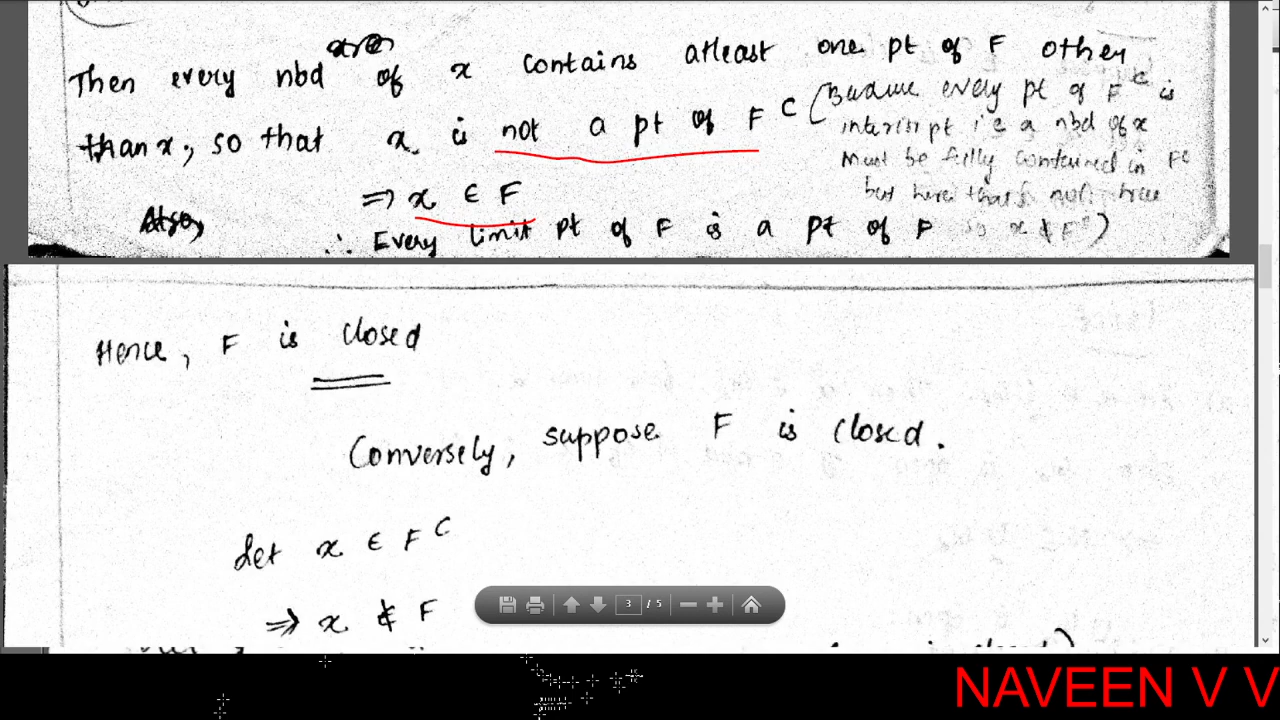 Then every nbd of x contains atleast one pt of F other
than x, so that x is not a pt of F^C (Because every pt of F^C is
interior pt i.e a nbd of x
must be fully contained in F^C
but here that's not true
so x ∉ F^C)
⇒ x ∈ F
Also,
∴ Every limit pt of F is a pt of F
Hence, F is closed
Conversely, suppose F is closed.
Let x ∈ F^C
⇒ x ∉ F
3 / 5
NAVEEN V V